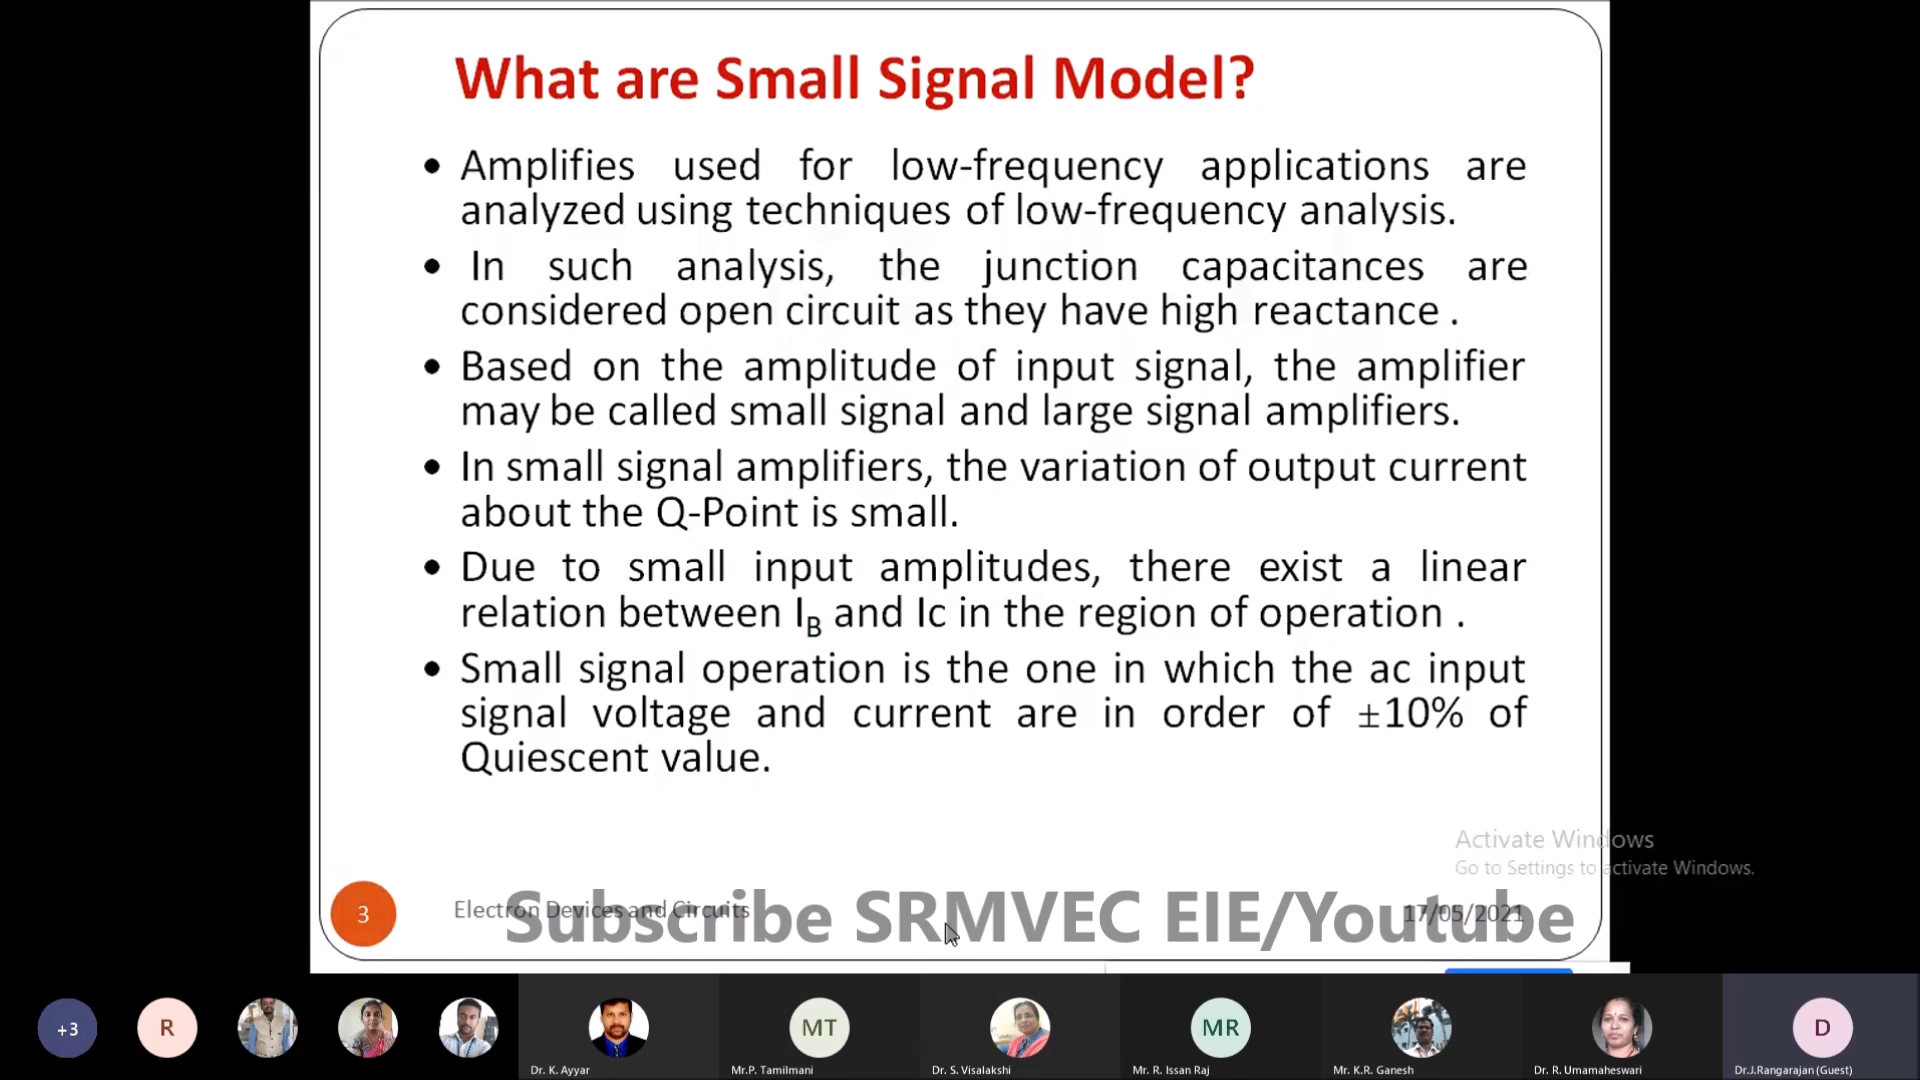 What are Small Signal Model?
• Amplifies used for low-frequency applications are
analyzed using techniques of low-frequency analysis.
• In such analysis, the junction capacitances are
considered open circuit as they have high reactance .
• Based on the amplitude of input signal, the amplifier
may be called small signal and large signal amplifiers.
• In small signal amplifiers, the variation of output current
about the Q-Point is small.
• Due to small input amplitudes, there exist a linear
relation between I_B and Ic in the region of operation .
• Small signal operation is the one in which the ac input
signal voltage and current are in order of ±10% of
Quiescent value.
Activate Windows
Go to Settings to activate Windows.
3
Electron Devices and Circuits
17/05/2021
Subscribe SRMVEC EIE/Youtube
+3
R
MT
MR
D
Dr. K. Ayyar
Mr.P. Tamilmani
Dr. S. Visalakshi
Mr. R. Issan Raj
Mr. K.R. Ganesh
Dr. R. Umamaheswari
Dr.J.Rangarajan (Guest)